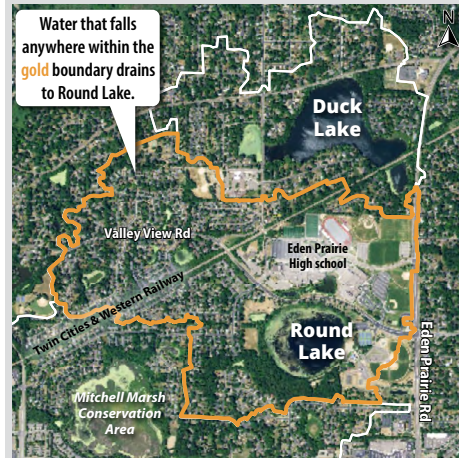 Water that falls
anywhere within the
gold boundary drains
to Round Lake.
N
Duck
Lake
Valley View Rd
Eden Prairie
High school
Twin Cities & Western Railway
Round
Lake
Eden Prairie Rd
Mitchell Marsh
Conservation
Area